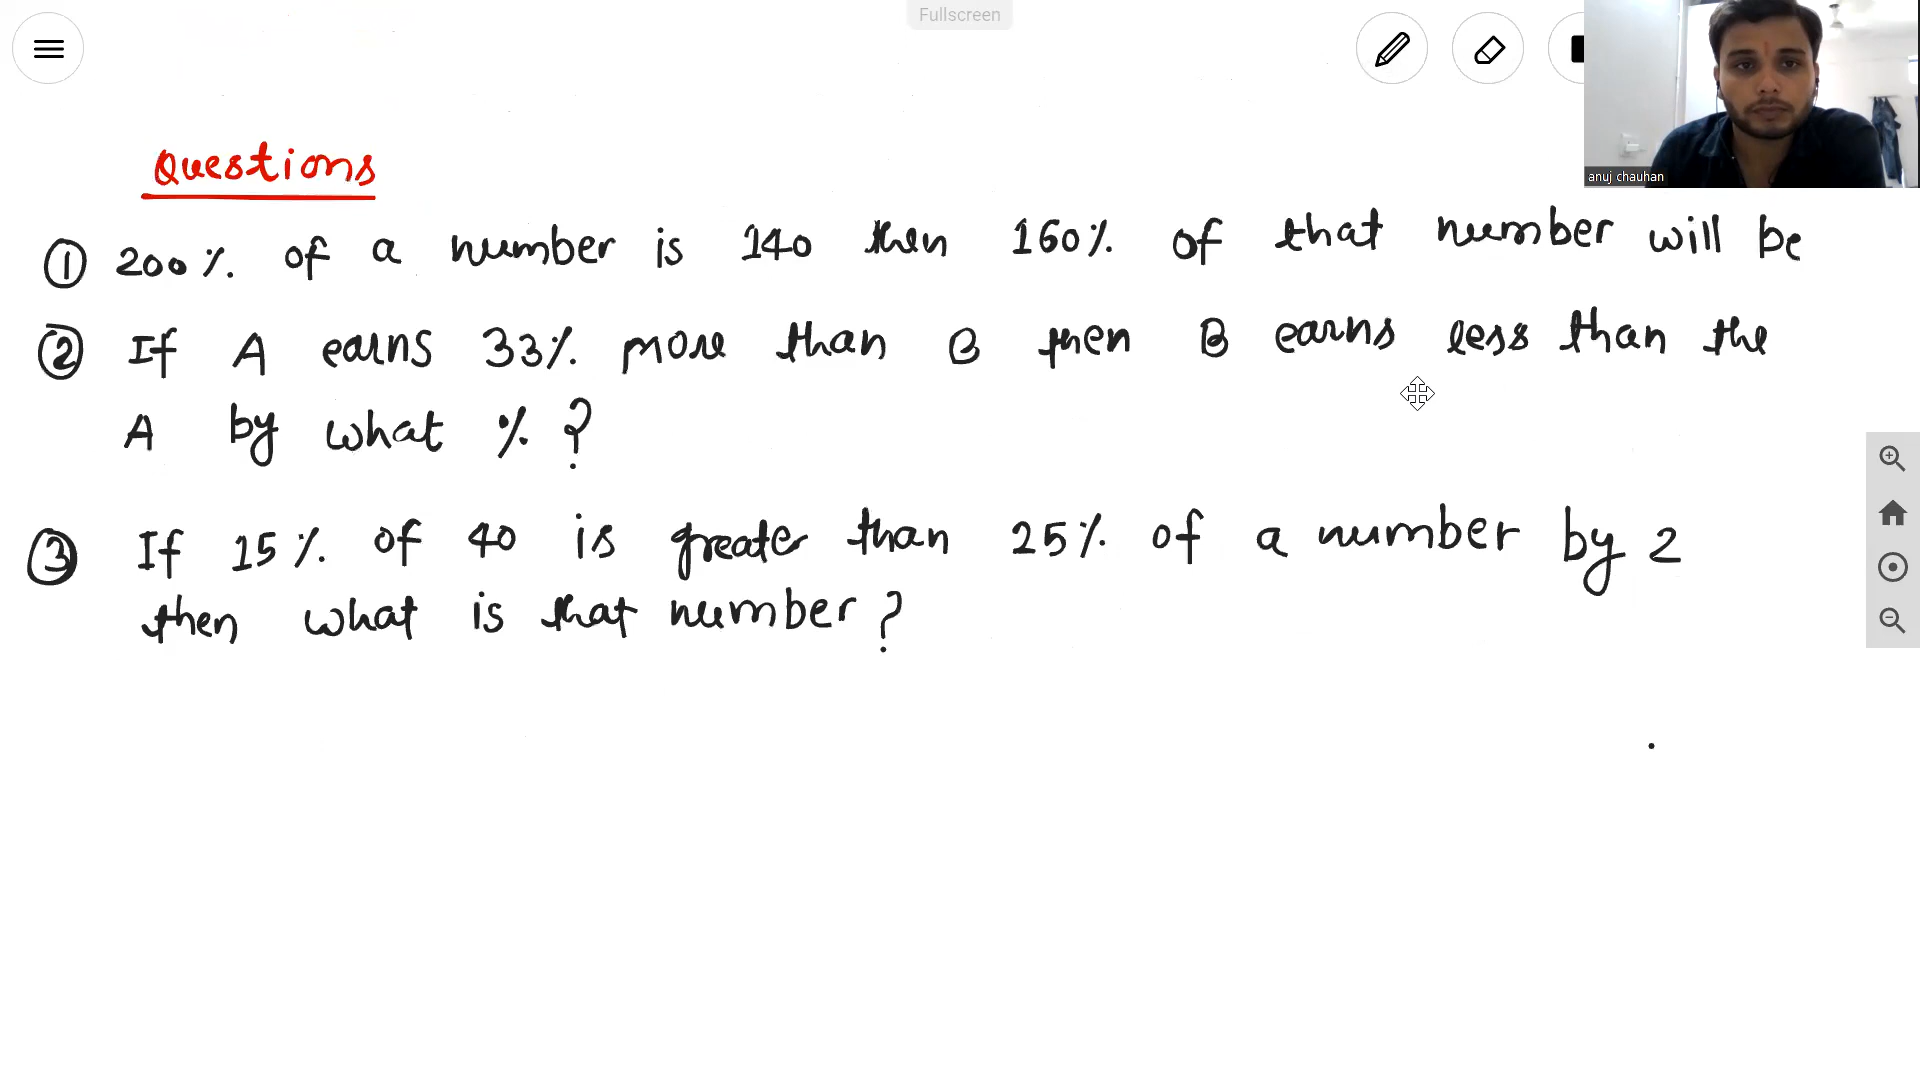 Fullscreen
anuj chauhan
Questions
① 200%. of a number is 140 then 160%. of that number will be
② If A earns 33%. more than B then B earns less than the
A by what % ?
③ If 15%. of 40 is greater than 25%. of a number by 2
then what is that number ?